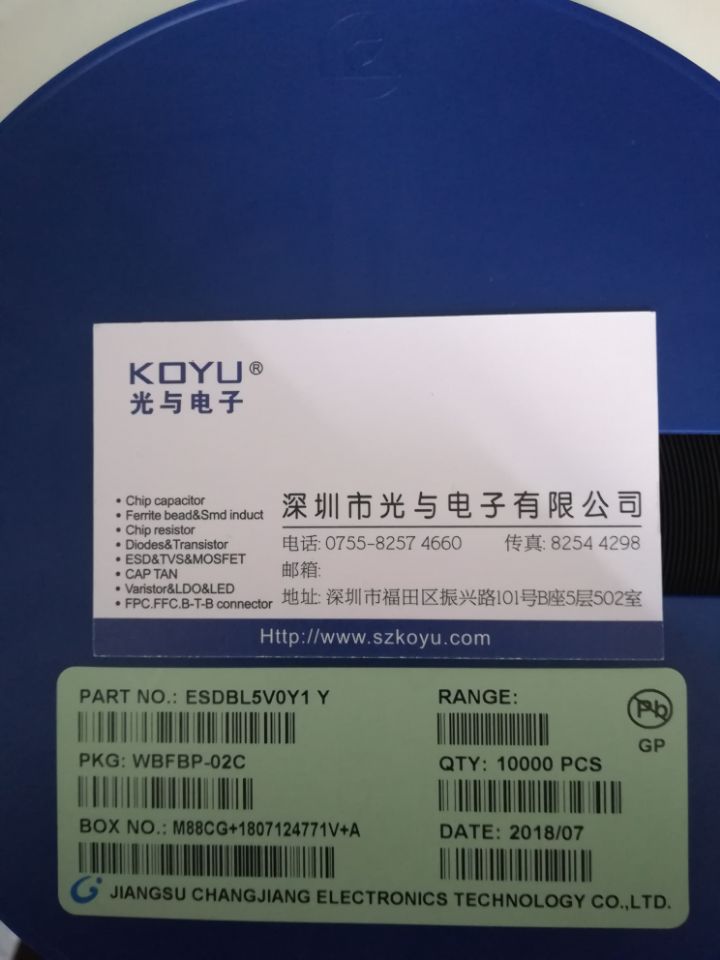 KOYU®
光与电子
• Chip capacitor
• Ferrite bead&Smd induct
• Chip resistor
• Diodes&Transistor
• ESD&TVS&MOSFET
• CAP TAN
• Varistor&LDO&LED
• FPC.FFC.B-T-B connector
深圳市光与电子有限公司
电话: 0755-8257 4660 传真: 8254 4298
邮箱:
地址: 深圳市福田区振兴路101号B座5层502室
Http://www.szkoyu.com
PART NO.: ESDBL5V0Y1 Y
RANGE:
Pb
GP
PKG: WBFBP-02C
QTY: 10000 PCS
BOX NO.: M88CG+1807124771V+A
DATE: 2018/07
JIANGSU CHANGJIANG ELECTRONICS TECHNOLOGY CO.,LTD.